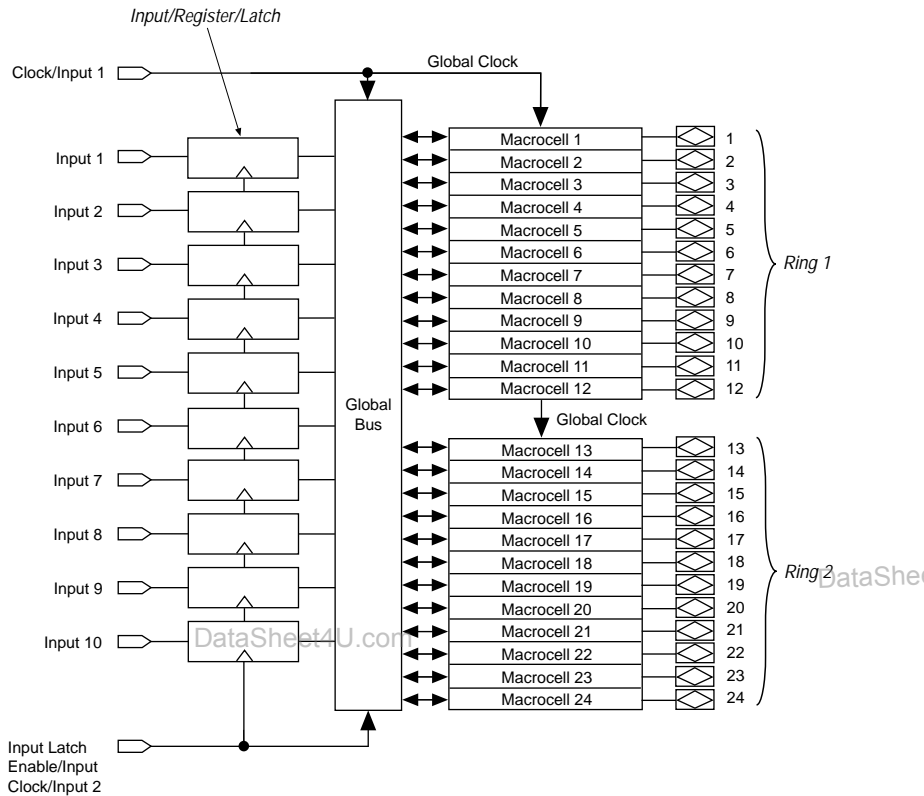 Input/Register/Latch
Clock/Input 1
Global Clock
Input 1
Input 2
Input 3
Input 4
Input 5
Input 6
Input 7
Input 8
Input 9
Input 10
Input Latch
Enable/Input
Clock/Input 2
Global
Bus
Macrocell 1 1
Macrocell 2 2
Macrocell 3 3
Macrocell 4 4
Macrocell 5 5
Macrocell 6 6
Macrocell 7 7
Macrocell 8 8
Macrocell 9 9
Macrocell 10 10
Macrocell 11 11
Macrocell 12 12
Ring 1
Global Clock
Macrocell 13 13
Macrocell 14 14
Macrocell 15 15
Macrocell 16 16
Macrocell 17 17
Macrocell 18 18
Macrocell 19 19
Macrocell 20 20
Macrocell 21 21
Macrocell 22 22
Macrocell 23 23
Macrocell 24 24
Ring 2
DataShe
DataSheet4U.com